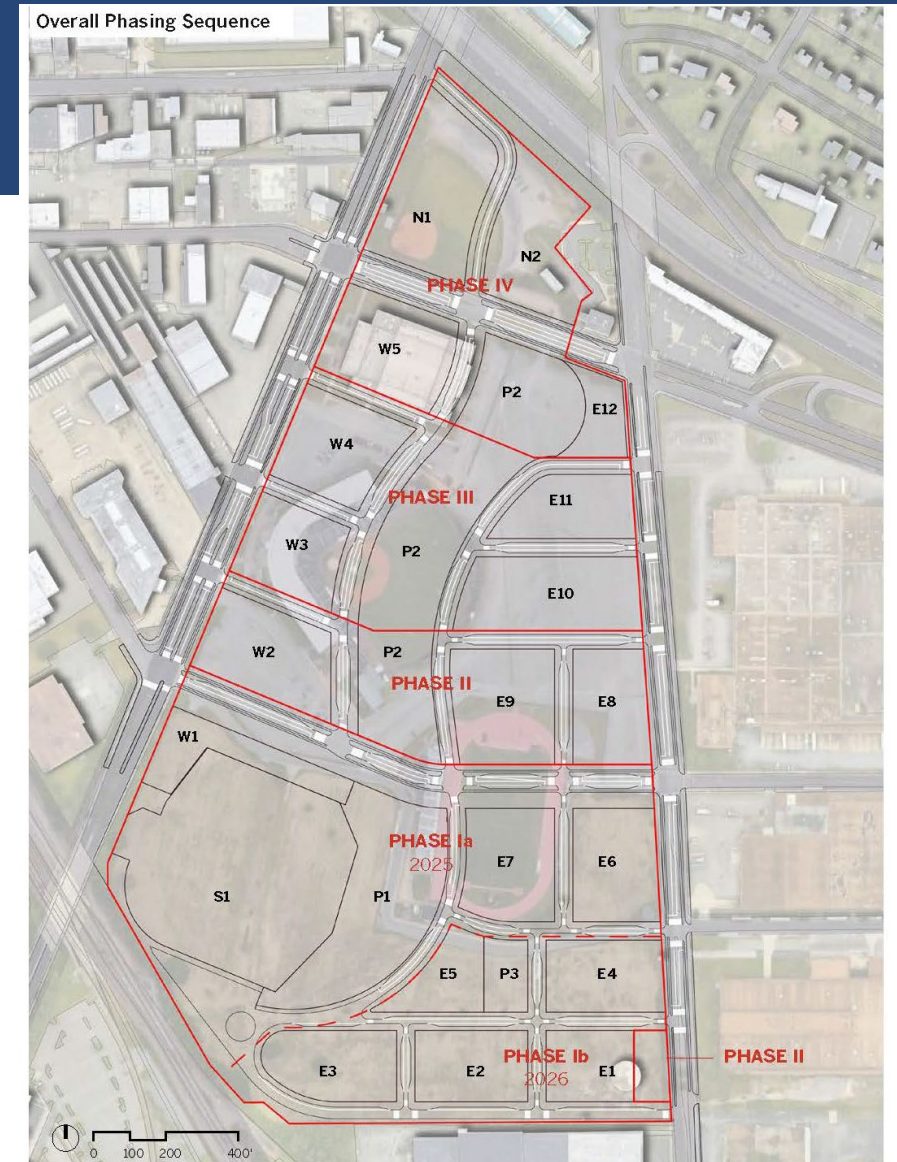 Overall Phasing Sequence
N1
N2
PHASE IV
W5
P2
E12
W4
PHASE III
E11
W3
P2
E10
W2
P2
PHASE II
E9
E8
W1
PHASE Ia
2025
E7
E6
S1
P1
E5
P3
E4
PHASE Ib
2026
PHASE II
E3
E2
E1
0 100 200 400'